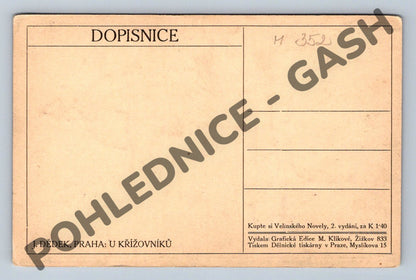 DOPISNICE
M 352
POHLEDNICE - GASH
J. DĚDEK, PRAHA: U KŘÍŽOVNÍKŮ
Kupte si Velinského Novely, 2. vydání, za K 1·40
Vydala Grafická Edice M. Klikové, Žižkov 833
Tiskem Dělnické tiskárny v Praze, Myslíkova 15